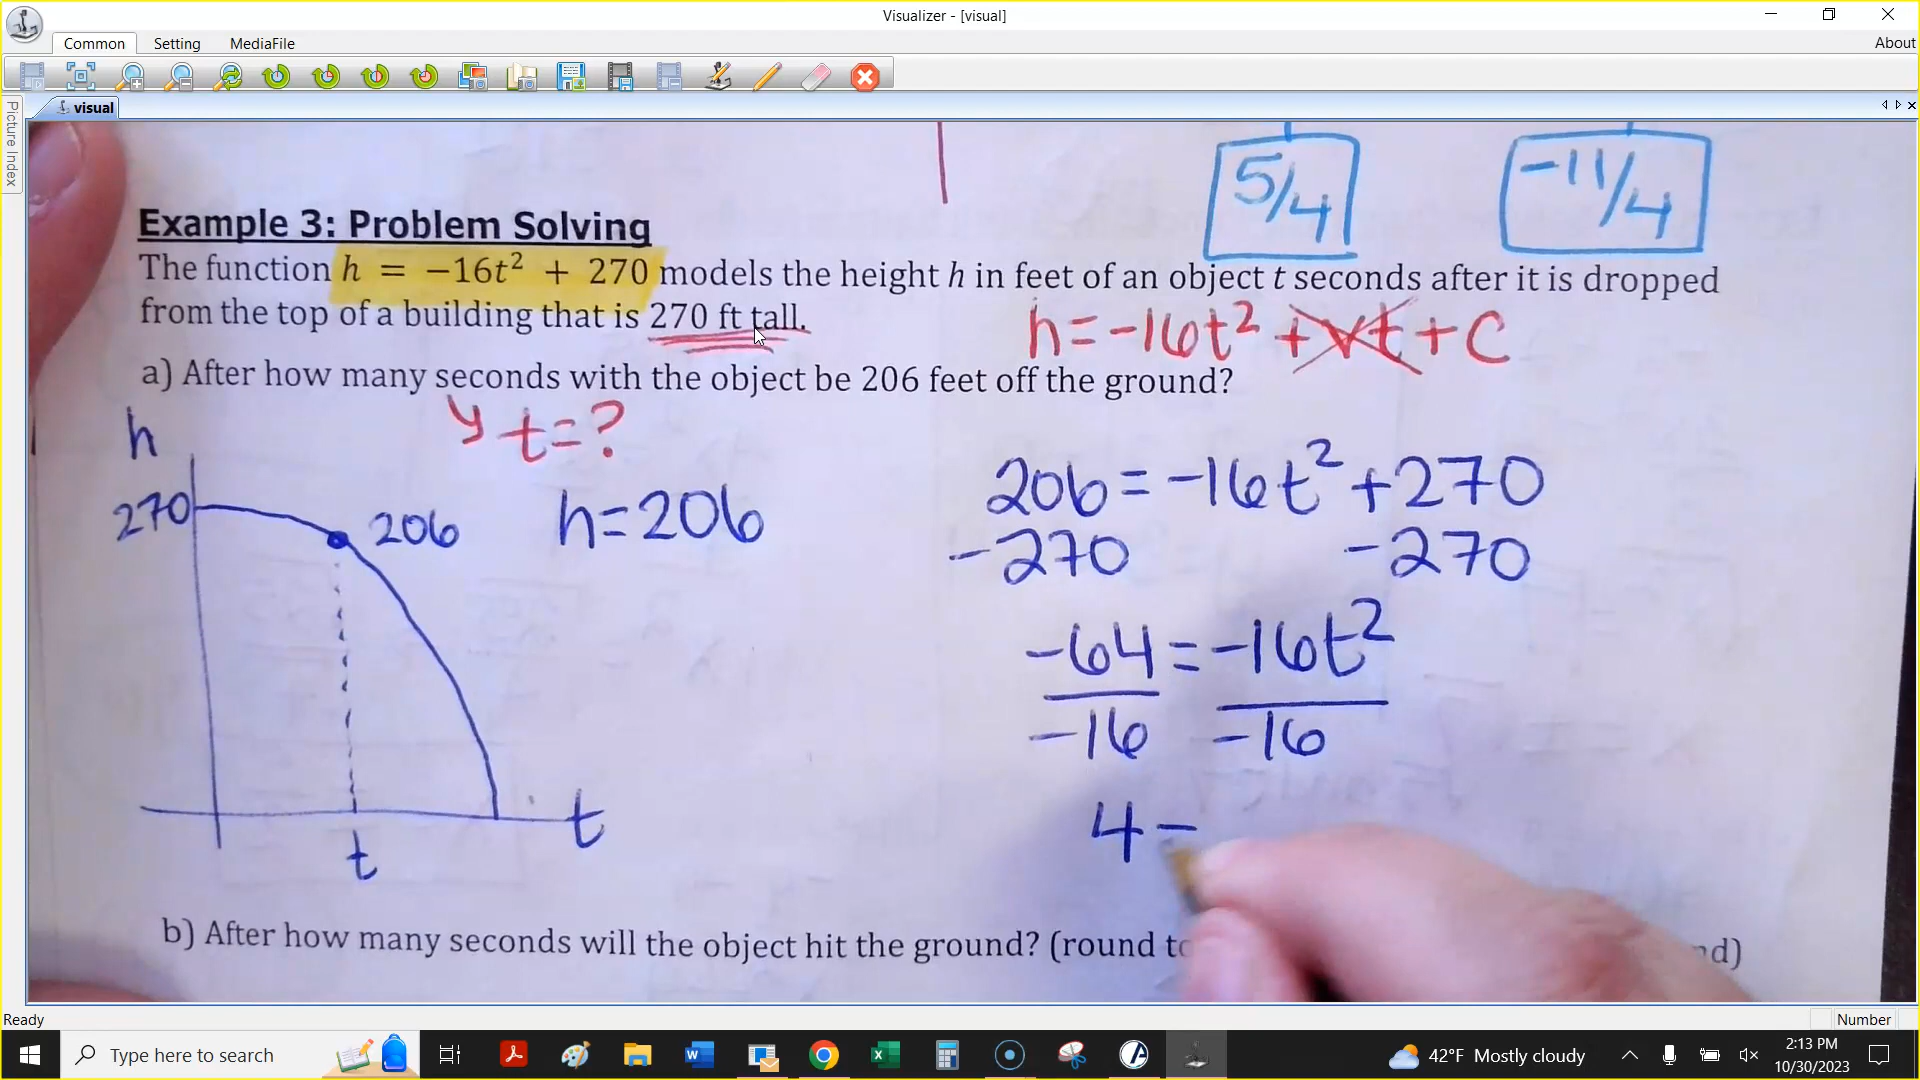 Visualizer - [visual]
Common Setting MediaFile About
visual
Picture Index
5/4 -11/4
Example 3: Problem Solving
The function h = −16t² + 270 models the height h in feet of an object t seconds after it is dropped
from the top of a building that is 270 ft tall.
h=-16t²+vt+C
a) After how many seconds with the object be 206 feet off the ground?
y t=?
h
270
206
h=206
t
t
206=-16t²+270
-270 -270
-64=-16t²
-16 -16
4=
b) After how many seconds will the object hit the ground? (round to
Ready Number
Type here to search
42°F Mostly cloudy
2:13 PM
10/30/2023